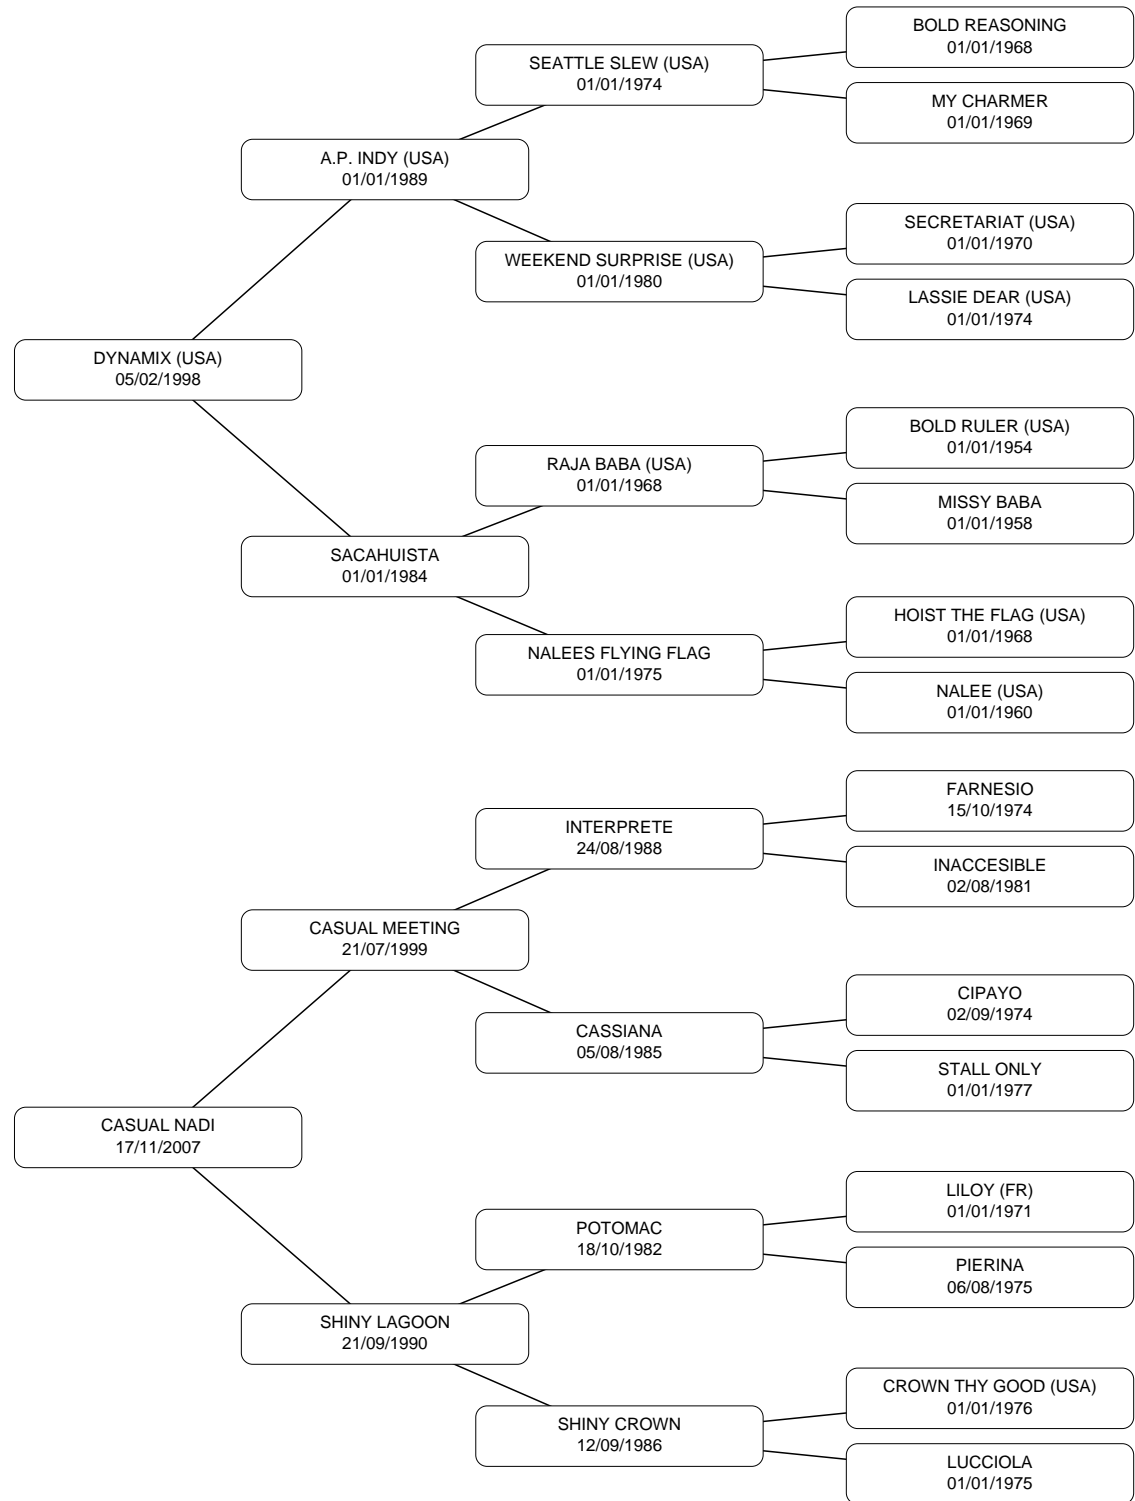 BOLD REASONING
01/01/1968
SEATTLE SLEW (USA)
01/01/1974
MY CHARMER
01/01/1969
A.P. INDY (USA)
01/01/1989
SECRETARIAT (USA)
01/01/1970
WEEKEND SURPRISE (USA)
01/01/1980
LASSIE DEAR (USA)
01/01/1974
DYNAMIX (USA)
05/02/1998
BOLD RULER (USA)
01/01/1954
RAJA BABA (USA)
01/01/1968
MISSY BABA
01/01/1958
SACAHUISTA
01/01/1984
HOIST THE FLAG (USA)
01/01/1968
NALEES FLYING FLAG
01/01/1975
NALEE (USA)
01/01/1960
FARNESIO
15/10/1974
INTERPRETE
24/08/1988
INACCESIBLE
02/08/1981
CASUAL MEETING
21/07/1999
CIPAYO
02/09/1974
CASSIANA
05/08/1985
STALL ONLY
01/01/1977
CASUAL NADI
17/11/2007
LILOY (FR)
01/01/1971
POTOMAC
18/10/1982
PIERINA
06/08/1975
SHINY LAGOON
21/09/1990
CROWN THY GOOD (USA)
01/01/1976
SHINY CROWN
12/09/1986
LUCCIOLA
01/01/1975